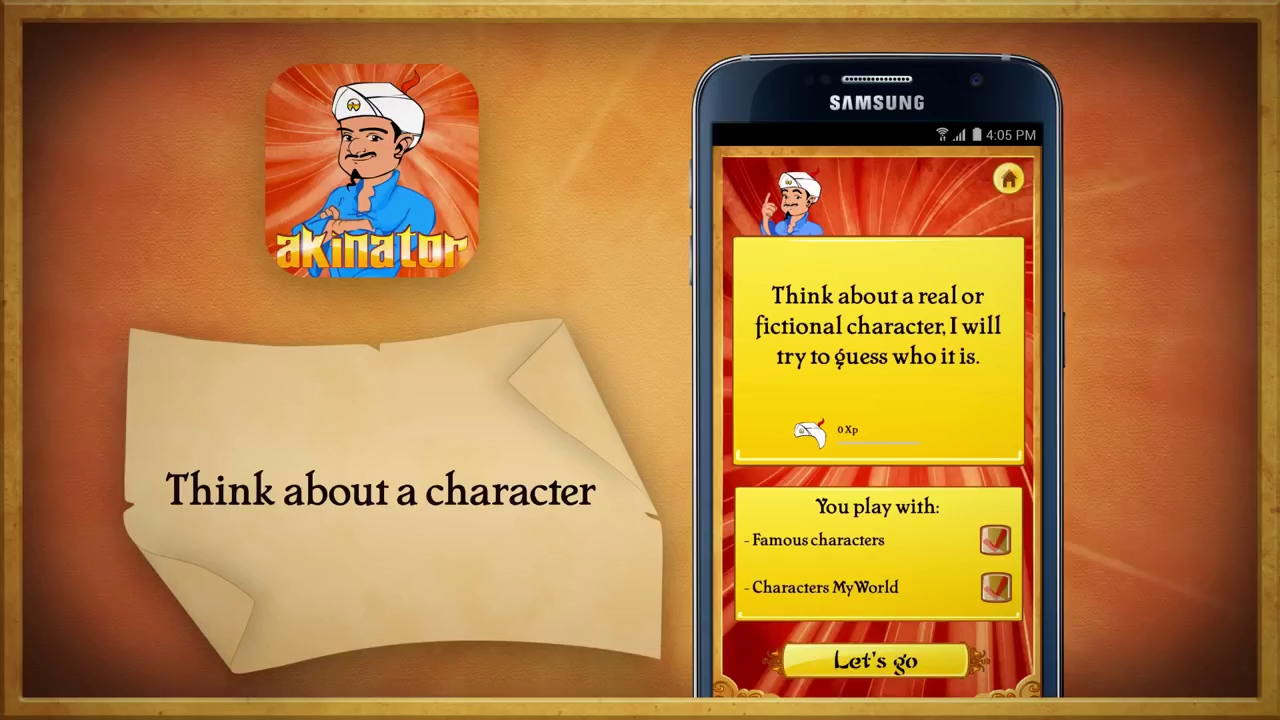 akinator
Think about a character
SAMSUNG
4:05 PM
Think about a real or
fictional character, I will
try to guess who it is.
0 Xp
You play with:
- Famous characters
- Characters MyWorld
Let's go